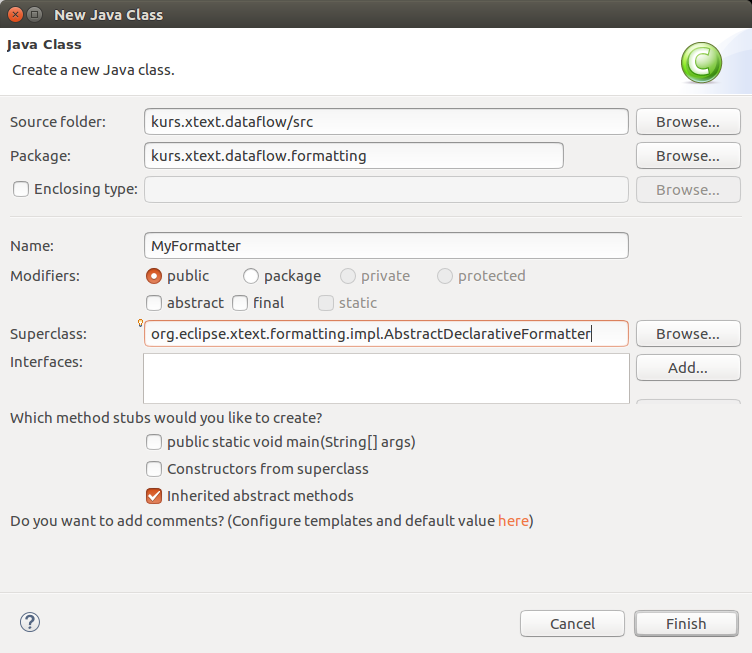 New Java Class
Java Class
Create a new Java class.
C
Source folder: kurs.xtext.dataflow/src Browse...
Package: kurs.xtext.dataflow.formatting Browse...
Enclosing type: Browse...
Name: MyFormatter
Modifiers: public package private protected
abstract final static
Superclass: org.eclipse.xtext.formatting.impl.AbstractDeclarativeFormatter Browse...
Interfaces: Add...
Which method stubs would you like to create?
public static void main(String[] args)
Constructors from superclass
Inherited abstract methods
Do you want to add comments? (Configure templates and default value here)
? Cancel Finish